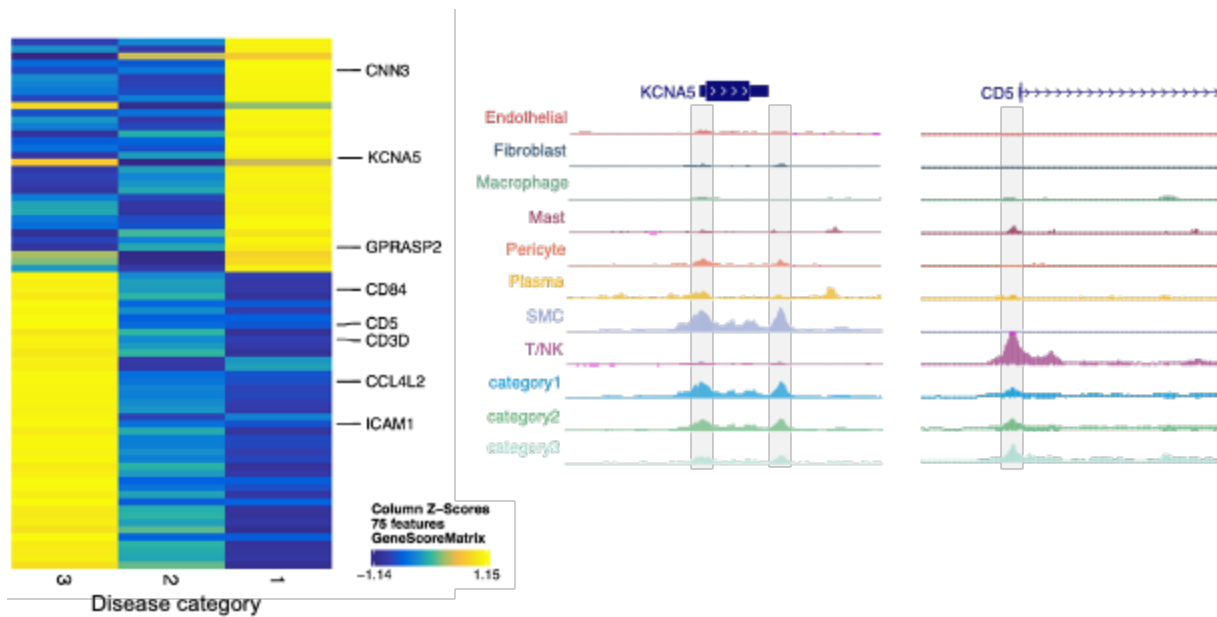 CNN3
KCNA5
GPRASP2
CD84
CD5
CD3D
CCL4L2
ICAM1
Column Z-Scores
75 features
GeneScoreMatrix
-1.14 1.15
3 2 1
Disease category
KCNA5 CD5
Endothelial
Fibroblast
Macrophage
Mast
Pericyte
Plasma
SMC
T/NK
category1
category2
category3